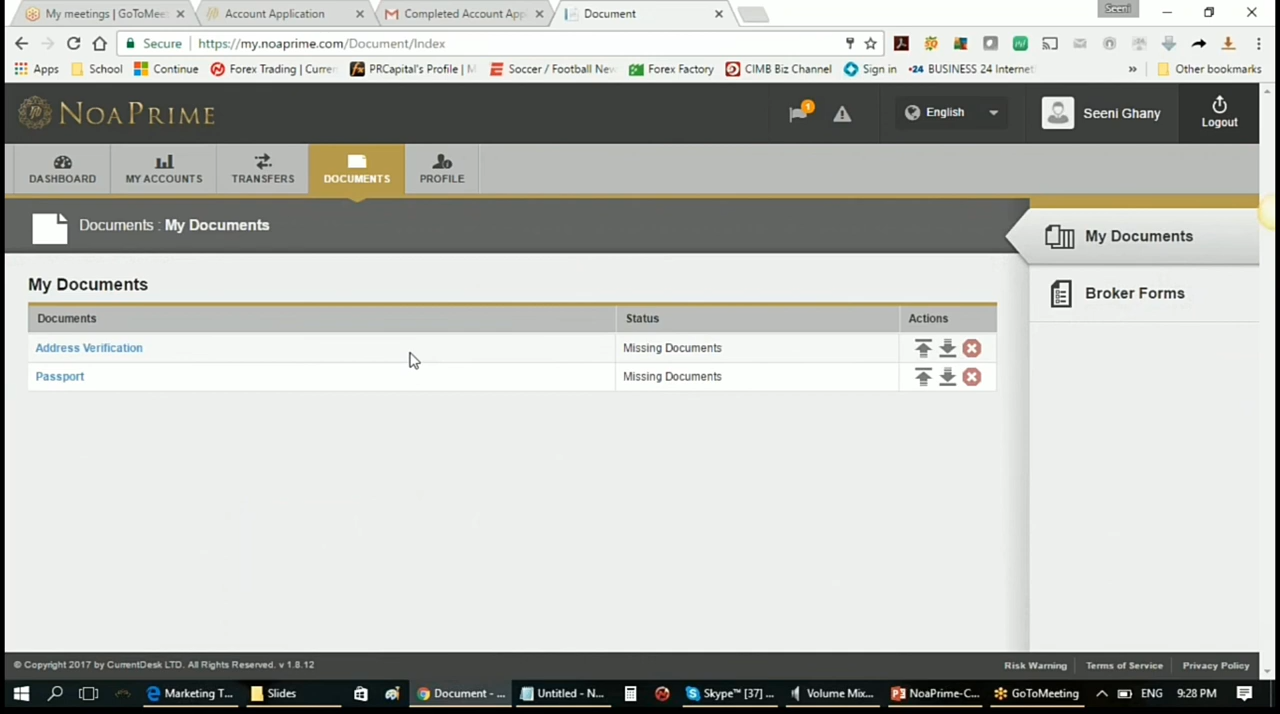 My meetings | GoToMee
Account Application
Completed Account App
Document
Seeni
Secure
https://my.noaprime.com/Document/Index
Apps
School
Continue
Forex Trading | Curren
PRCapital's Profile | M
Soccer / Football New
Forex Factory
CIMB Biz Channel
Sign in
•24 BUSINESS 24 Internet
»
Other bookmarks
NOAPRIME
1
English
Seeni Ghany
Logout
DASHBOARD
MY ACCOUNTS
TRANSFERS
DOCUMENTS
PROFILE
Documents : My Documents
My Documents
Broker Forms
My Documents
Documents
Status
Actions
Address Verification
Missing Documents
Passport
Missing Documents
© Copyright 2017 by CurrentDesk LTD. All Rights Reserved. v 1.8.12
Risk Warning
Terms of Service
Privacy Policy
Marketing T...
Slides
Document - ...
Untitled - N...
Skype™ [37] ...
Volume Mix...
NoaPrime-C...
GoToMeeting
ENG
9:28 PM